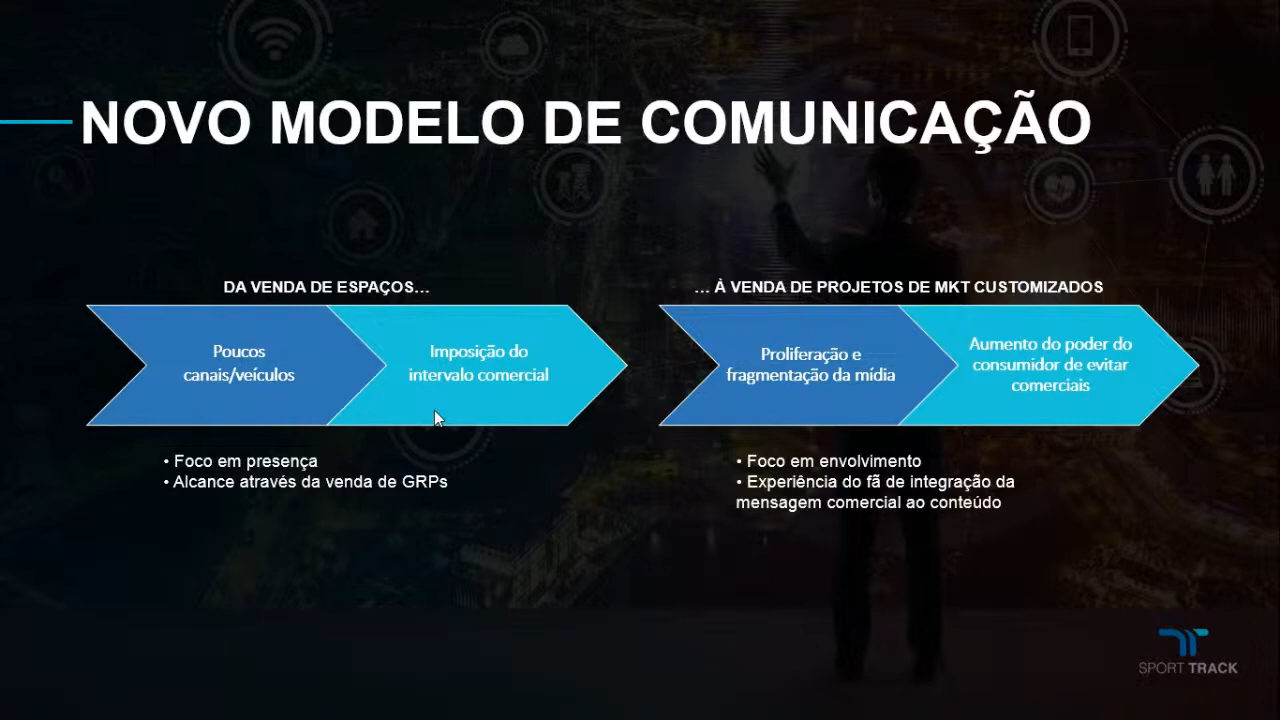 NOVO MODELO DE COMUNICAÇÃO
DA VENDA DE ESPAÇOS...
Poucos
canais/veículos
Imposição do
intervalo comercial
• Foco em presença
• Alcance através da venda de GRPs
... À VENDA DE PROJETOS DE MKT CUSTOMIZADOS
Proliferação e
fragmentação da mídia
Aumento do poder do
consumidor de evitar
comerciais
• Foco em envolvimento
• Experiência do fã de integração da
mensagem comercial ao conteúdo
SPORT TRACK